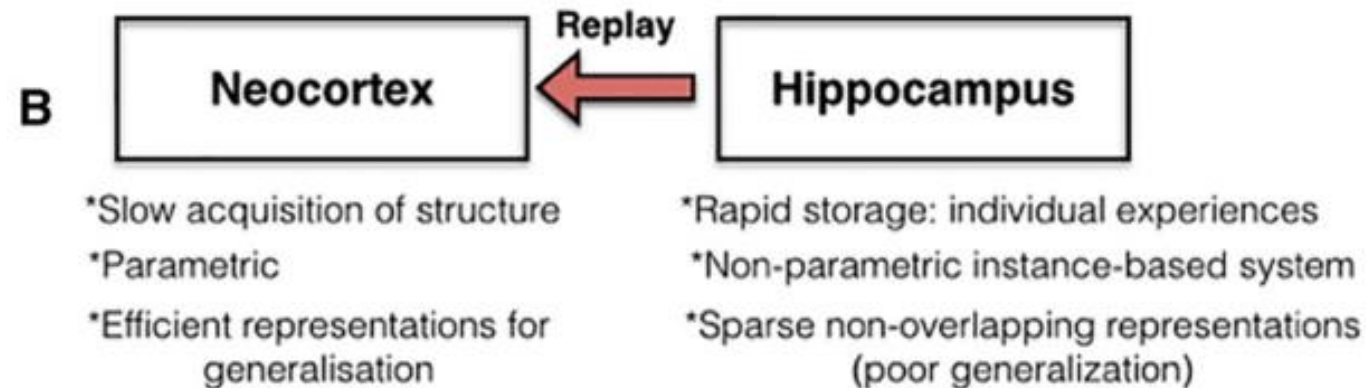 Replay
B
Neocortex
Hippocampus
*Slow acquisition of structure
*Parametric
*Efficient representations for
generalisation
*Rapid storage: individual experiences
*Non-parametric instance-based system
*Sparse non-overlapping representations
(poor generalization)